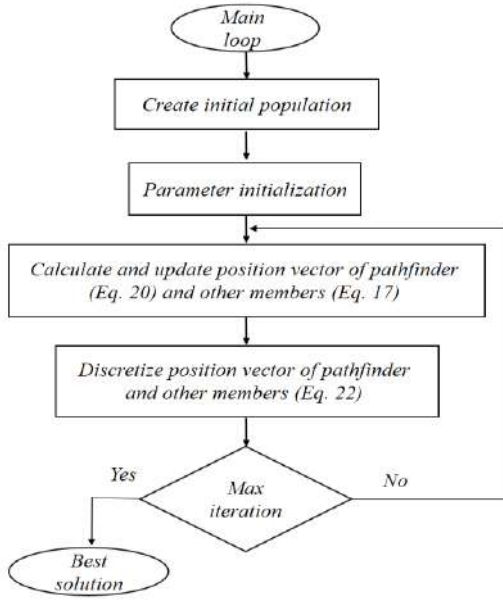 Main
loop
Create initial population
Parameter initialization
Calculate and update position vector of pathfinder
(Eq. 20) and other members (Eq. 17)
Discretize position vector of pathfinder
and other members (Eq. 22)
Yes
No
Max
iteration
Best
solution